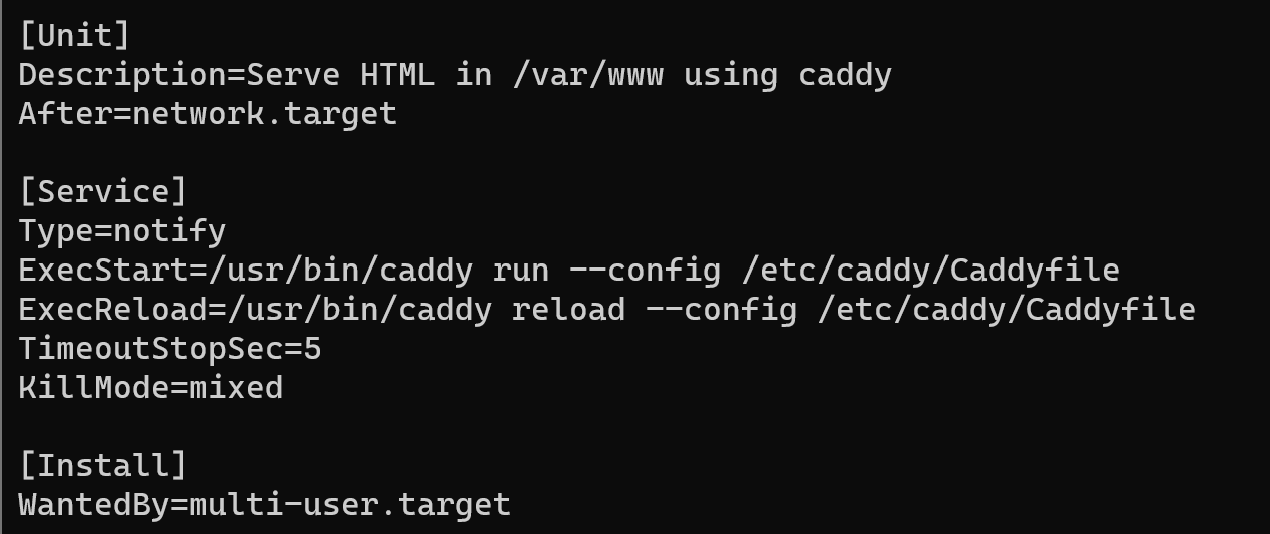 [Unit]
Description=Serve HTML in /var/www using caddy
After=network.target

[Service]
Type=notify
ExecStart=/usr/bin/caddy run --config /etc/caddy/Caddyfile
ExecReload=/usr/bin/caddy reload --config /etc/caddy/Caddyfile
TimeoutStopSec=5
KillMode=mixed

[Install]
WantedBy=multi-user.target